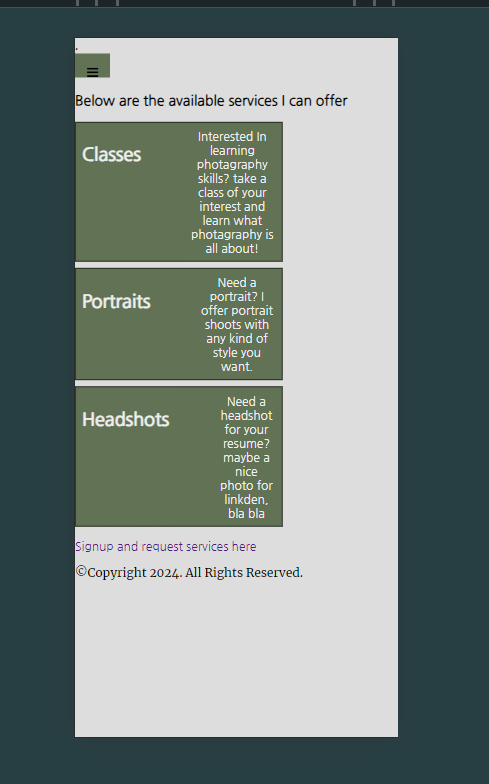 .
≡
Below are the available services I can offer
Classes
Interested In
learning
photagraphy
skills? take a
class of your
interest and
learn what
photagraphy is
all about!
Portraits
Need a
portrait? I
offer portrait
shoots with
any kind of
style you
want.
Headshots
Need a
headshot
for your
resume?
maybe a
nice
photo for
linkden,
bla bla
Signup and request services here
©Copyright 2024. All Rights Reserved.